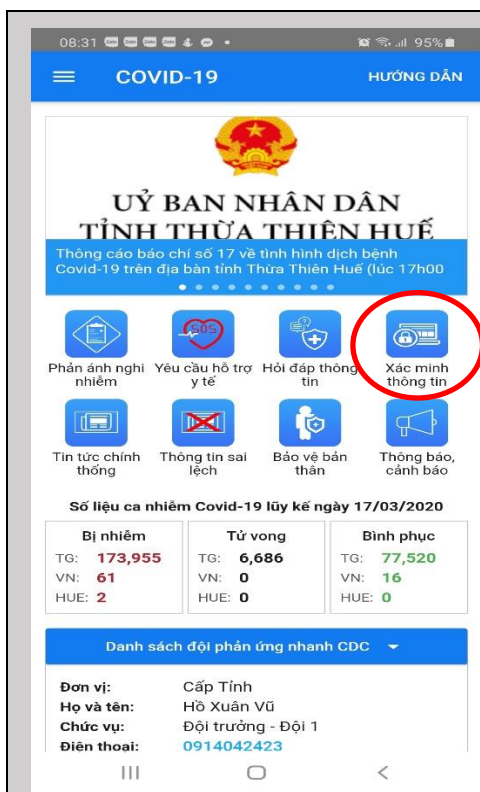 08:31 Zalo Zalo Zalo Zalo 95%
COVID-19 HƯỚNG DẪN
UỶ BAN NHÂN DÂN
TỈNH THỪA THIÊN HUẾ
Thông cáo báo chí số 17 về tình hình dịch bệnh
Covid-19 trên địa bàn tỉnh Thừa Thiên Huế (lúc 17h00
SOS
Phản ánh nghi nhiễm
Yêu cầu hỗ trợ y tế
Hỏi đáp thông tin
Xác minh thông tin
Tin tức chính thống
Thông tin sai lệch
Bảo vệ bản thân
Thông báo, cảnh báo
Số liệu ca nhiễm Covid-19 lũy kế ngày 17/03/2020
Bị nhiễm Tử vong Bình phục
TG: 173,955 TG: 6,686 TG: 77,520
VN: 61 VN: 0 VN: 16
HUE: 2 HUE: 0 HUE: 0
Danh sách đội phản ứng nhanh CDC
Đơn vị: Cấp Tỉnh
Họ và tên: Hồ Xuân Vũ
Chức vụ: Đội trưởng - Đội 1
Điện thoại: 0914042423